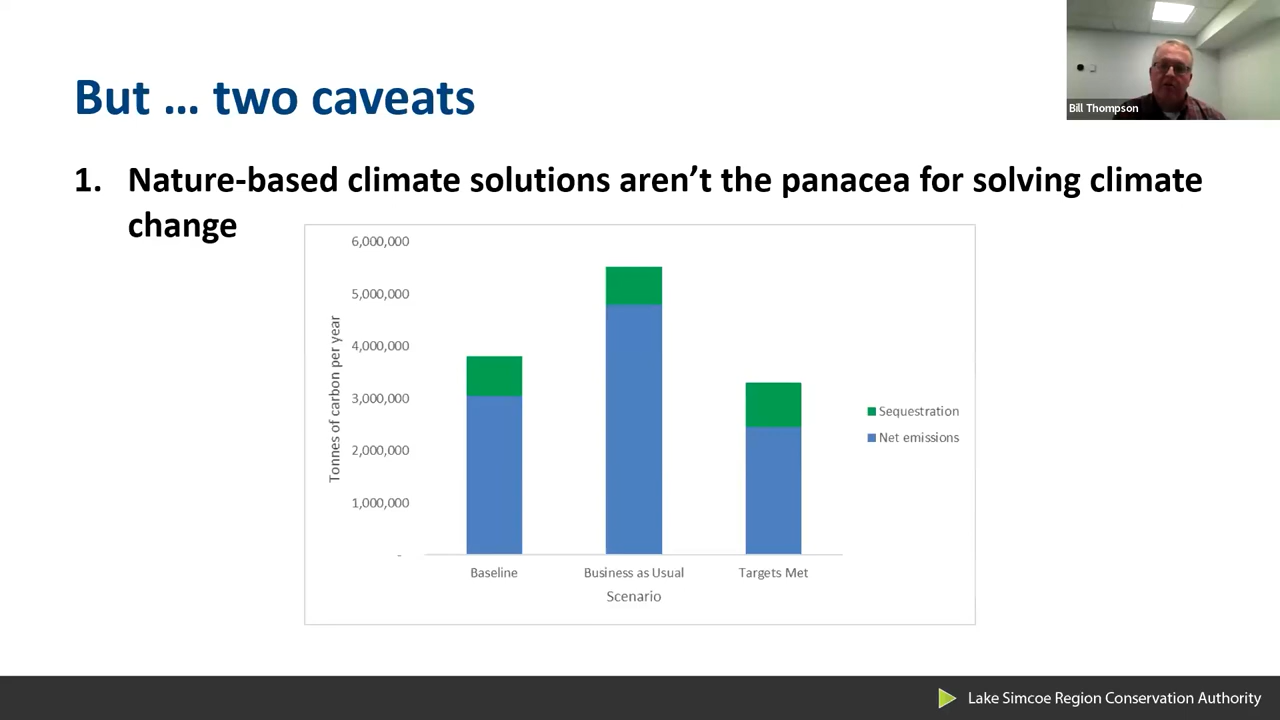 But … two caveats
Bill Thompson
1. Nature-based climate solutions aren't the panacea for solving climate
change
6,000,000
5,000,000
4,000,000
3,000,000
2,000,000
1,000,000
-
Tonnes of carbon per year
Baseline
Business as Usual
Targets Met
Scenario
Sequestration
Net emissions
Lake Simcoe Region Conservation Authority